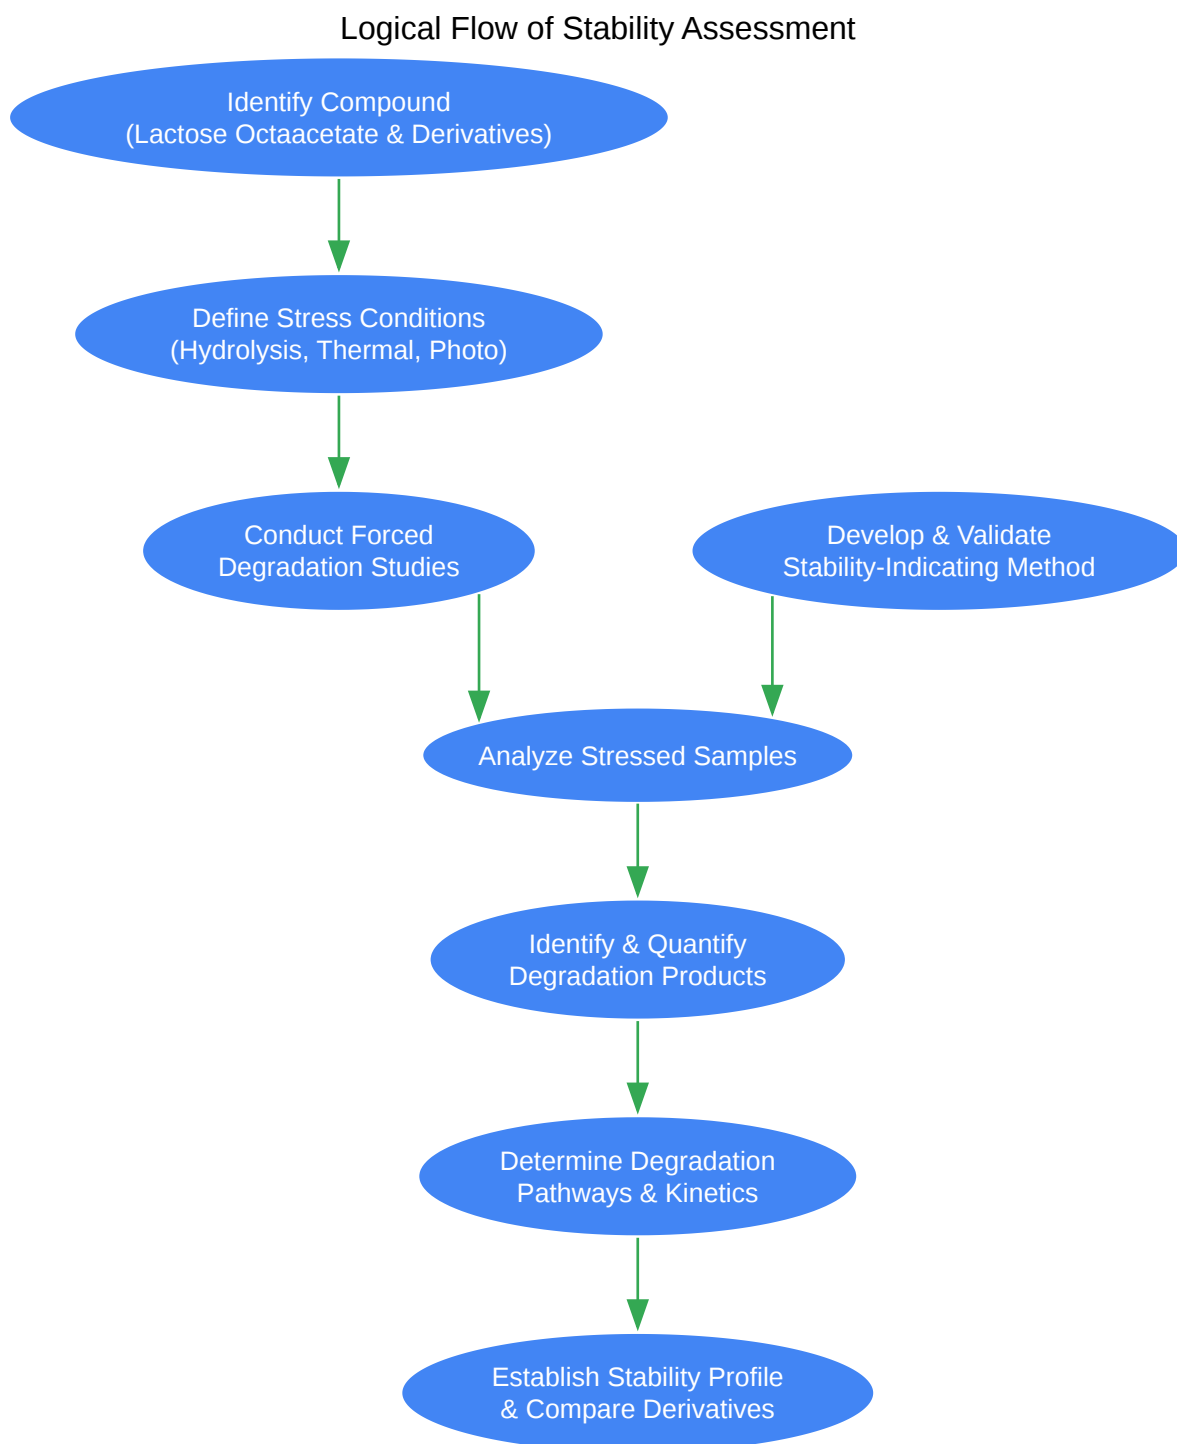 Logical Flow of Stability Assessment
Identify Compound
(Lactose Octaacetate & Derivatives)
Define Stress Conditions
(Hydrolysis, Thermal, Photo)
Conduct Forced
Degradation Studies
Develop & Validate
Stability-Indicating Method
Analyze Stressed Samples
Identify & Quantify
Degradation Products
Determine Degradation
Pathways & Kinetics
Establish Stability Profile
& Compare Derivatives